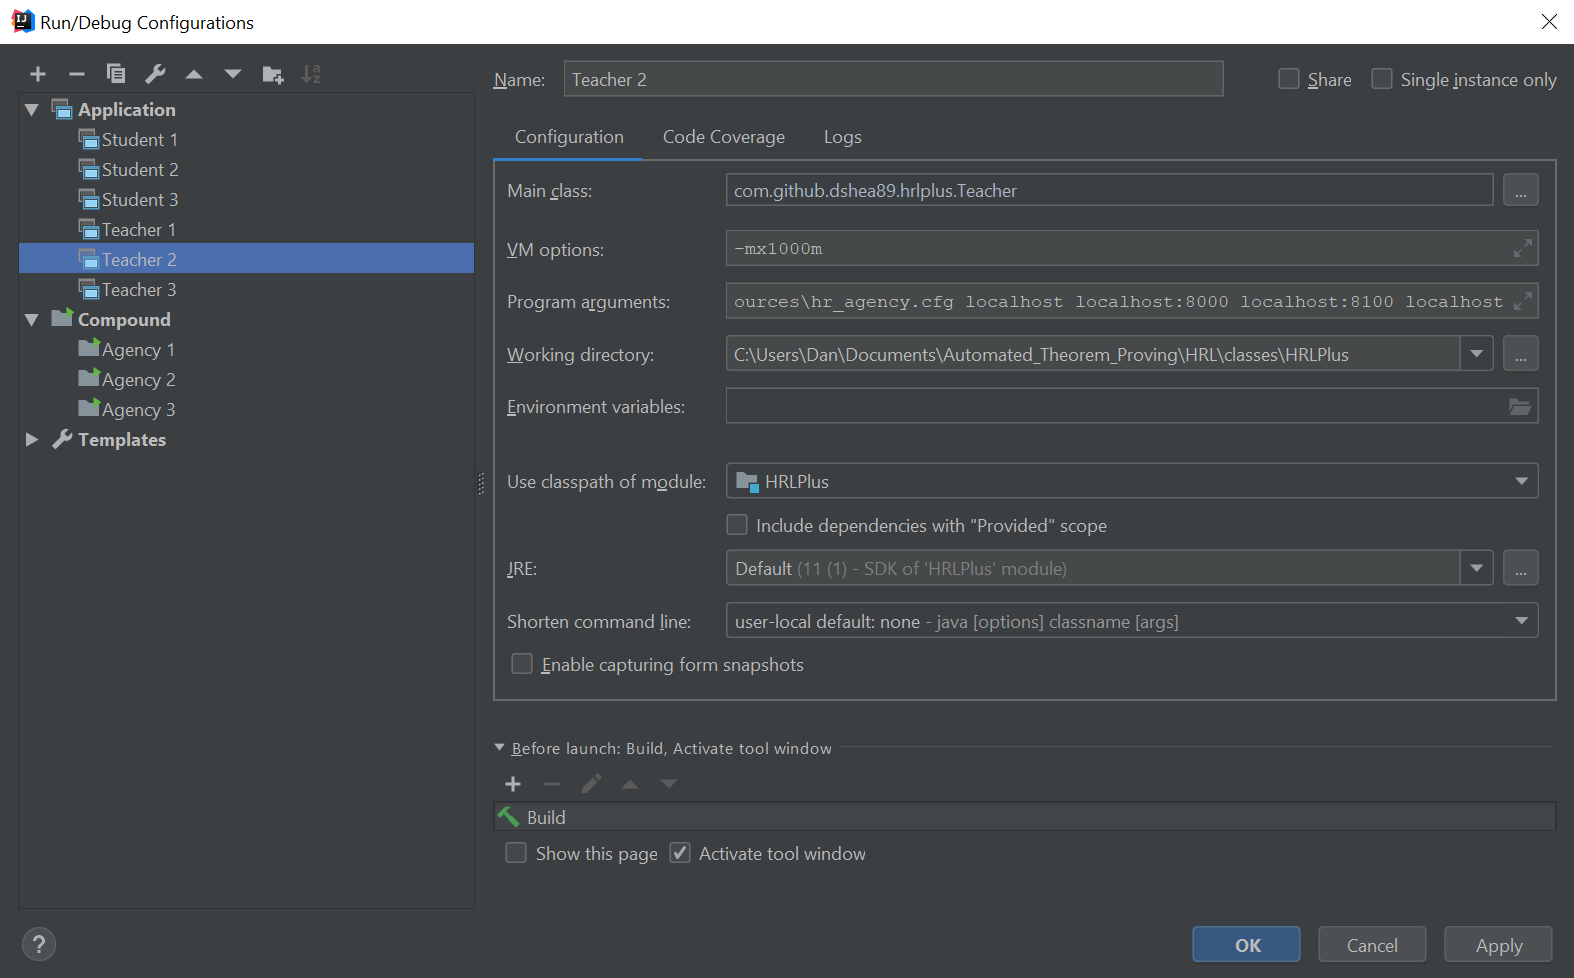 Run/Debug Configurations
Application
Student 1
Student 2
Student 3
Teacher 1
Teacher 2
Teacher 3
Compound
Agency 1
Agency 2
Agency 3
Templates
Name: Teacher 2 Share Single instance only
Configuration Code Coverage Logs
Main class: com.github.dshea89.hrlplus.Teacher ...
VM options: -mx1000m
Program arguments: ources\hr_agency.cfg localhost localhost:8000 localhost:8100 localhost
Working directory: C:\Users\Dan\Documents\Automated_Theorem_Proving\HRL\classes\HRLPlus ...
Environment variables:
Use classpath of module: HRLPlus
Include dependencies with "Provided" scope
JRE: Default (11 (1) - SDK of 'HRLPlus' module) ...
Shorten command line: user-local default: none - java [options] classname [args]
Enable capturing form snapshots
Before launch: Build, Activate tool window
Build
Show this page Activate tool window
? OK Cancel Apply